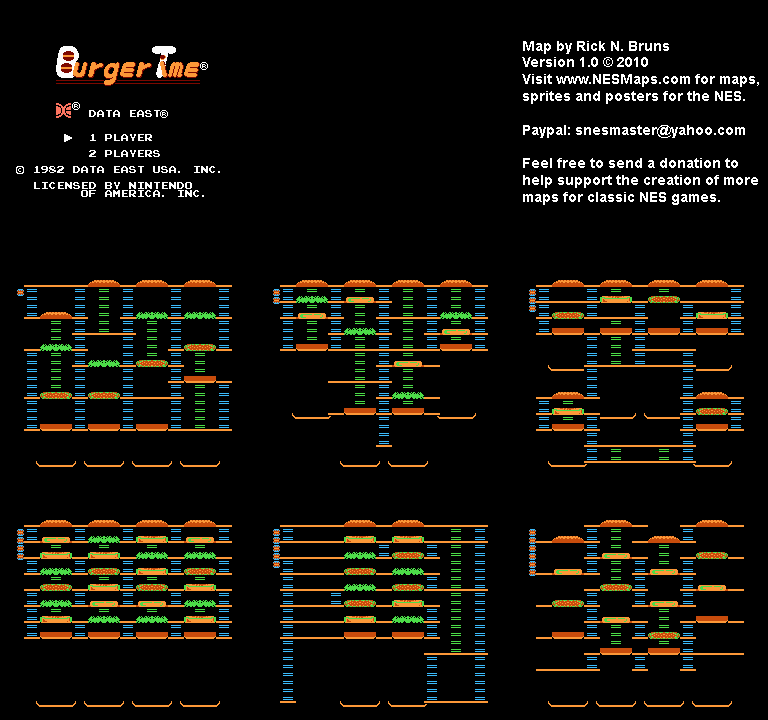 BurgerTime®
® DATA EAST®
▶ 1 PLAYER
2 PLAYERS
© 1982 DATA EAST USA. INC.
LICENSED BY NINTENDO
OF AMERICA. INC.
Map by Rick N. Bruns
Version 1.0 © 2010
Visit www.NESMaps.com for maps,
sprites and posters for the NES.
Paypal: snesmaster@yahoo.com
Feel free to send a donation to
help support the creation of more
maps for classic NES games.